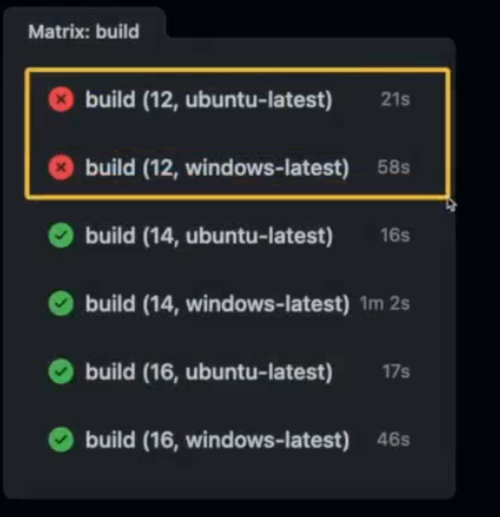 Matrix: build
build (12, ubuntu-latest) 21s
build (12, windows-latest) 58s
build (14, ubuntu-latest) 16s
build (14, windows-latest) 1m 2s
build (16, ubuntu-latest) 17s
build (16, windows-latest) 46s